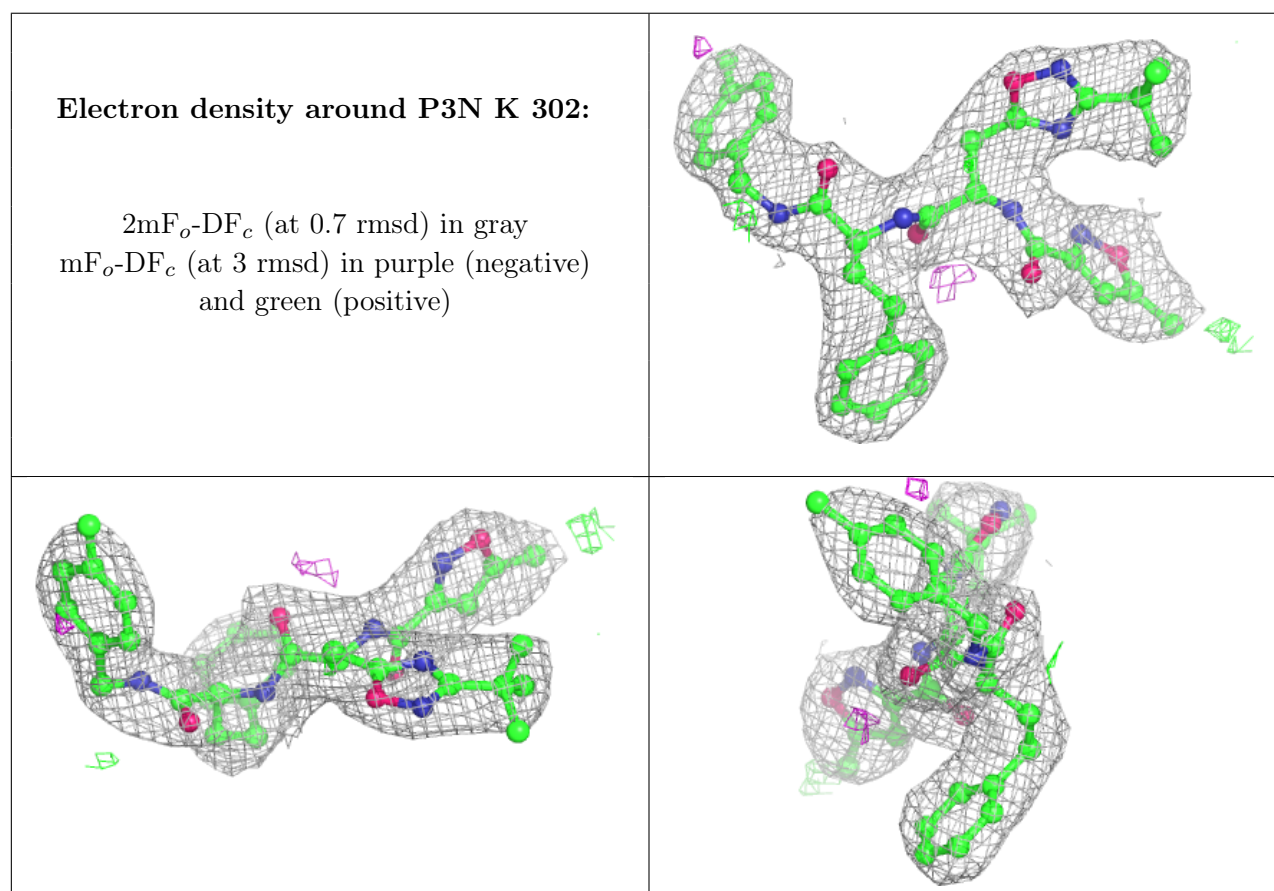 Electron density around P3N K 302:
2mFo-DFc (at 0.7 rmsd) in gray
mFo-DFc (at 3 rmsd) in purple (negative)
and green (positive)